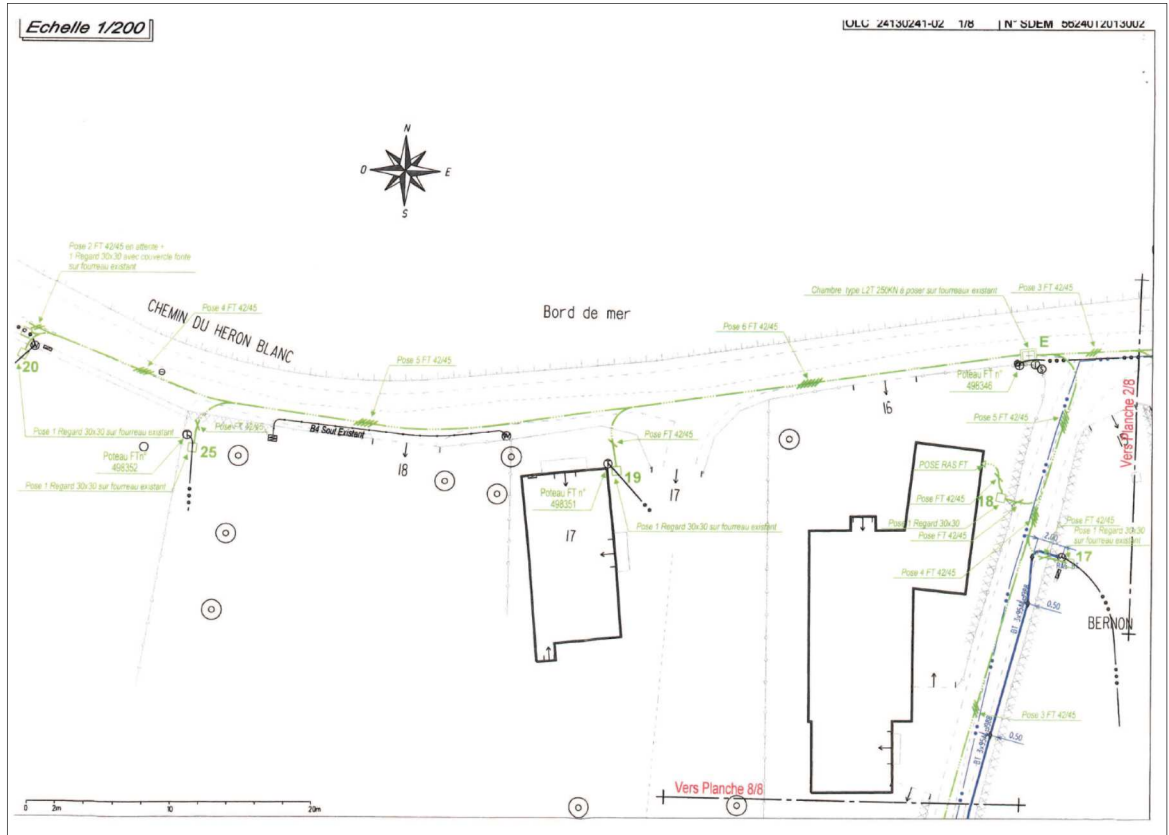 Echelle 1/200
OLC 24130241-02 1/8
N° SDEM 5624012013002
N
O
E
S
Pose 2 FT 42/45 en attente +
1 Regard 30x30 avec couvercle fonte
sur fourreau existant
CHEMIN DU HERON BLANC
Pose 4 FT 42/45
Bord de mer
Chambre type L2T 250KN à poser sur fourreaux existant
Pose 3 FT 42/45
Pose 6 FT 42/45
E
Pose 5 FT 42/45
20
Poteau FT n°
498346
16
Vers Planche 2/8
Pose 1 Regard 30x30 sur fourreau existant
Pose FT 42/45
B4 Sout Existant
Pose FT 42/45
Pose 5 FT 42/45
Poteau FT n°
498352
25
18
19
17
POSE RAS FT
Pose 1 Regard 30x30 sur fourreau existant
Poteau FT n°
498351
Pose FT 42/45
18
Pose 1 Regard 30x30 sur fourreau existant
Pose 1 Regard 30x30
Pose FT 42/45
17
Pose FT 42/45
Pose 1 Regard 30x30
sur fourreau existant
2,60
17
Pose 4 FT 42/45
0,50
BERNON
Pose 3 FT 42/45
0,50
Vers Planche 8/8
0 2m 10 20m